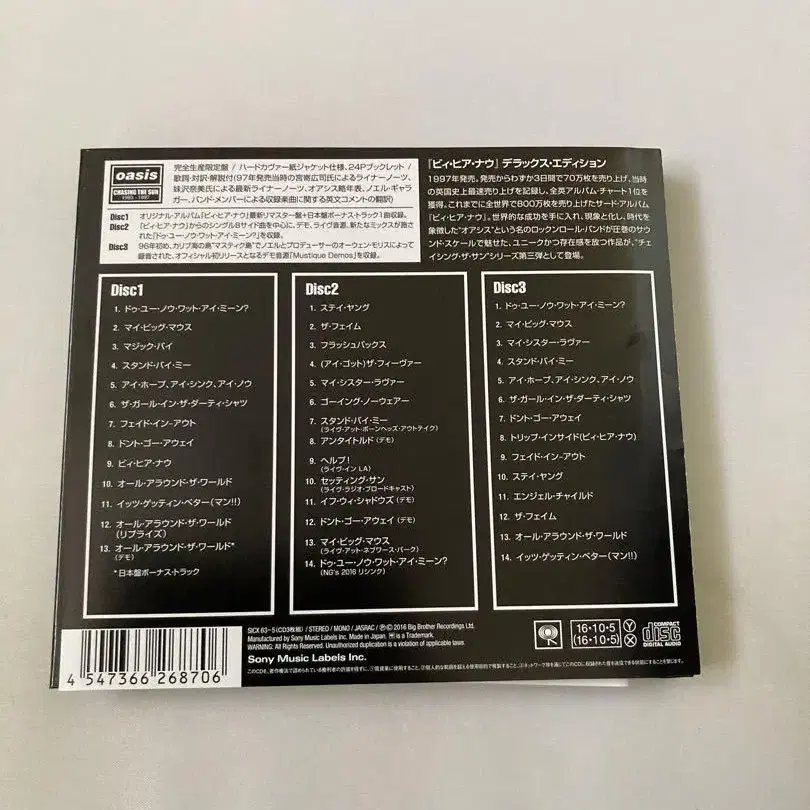 oasis
CHASING THE SUN
1993-1997
完全生産限定盤 / ハードカヴァー紙ジャケット仕様、24Pブックレット /
歌詞・対訳・解説付(97年発売当時の宮嵜広司氏によるライナーノーツ、
妹沢奈美氏による最新ライナーノーツ、オアシス略年表、ノエル・ギャラ
ガー、バンド・メンバーによる収録楽曲に関する英文コメントの翻訳)
Disc1 オリジナル・アルバム『ビィ・ヒア・ナウ』最新リマスター盤+日本盤ボーナストラック1曲収録。
Disc2 『ビィ・ヒア・ナウ』からのシングルBサイド曲を中心に、デモ、ライヴ音源、新たなミックスが施された「ドゥ・ユー・ノウ・ワット・アイ・ミーン?」を収録。
Disc3 96年初め、カリブ海の島"マスティク島"でノエルとプロデューサーのオーウェン・モリスによって
録音された、オフィシャル初リリースとなるデモ音源「Mustique Demos」を収録。
『ビィ・ヒア・ナウ』 デラックス・エディション
1997年発売。発売からわずか3日間で70万枚を売り上げ、当時
の英国史上最速売り上げを記録し、全英アルバム・チャート1位
を獲得。これまでに全世界で800万枚を売り上げたサード・アルバム
『ビィ・ヒア・ナウ』。世界的な成功を手に入れ、現象と化し、時代を
象徴した"オアシス"という名のロックンロール・バンドが圧巻のサウ
ンド・スケールで魅せた、ユニークかつ存在感を放つ作品が、"チェ
イシング・ザ・サン"シリーズ第三弾として登場。
Disc1
1. ドゥ・ユー・ノウ・ワット・アイ・ミーン?
2. マイ・ビッグ・マウス
3. マジック・パイ
4. スタンド・バイ・ミー
5. アイ・ホープ、アイ・シンク、アイ・ノウ
6. ザ・ガール・イン・ザ・ダーティ・シャツ
7. フェイド・イン-アウト
8. ドント・ゴー・アウェイ
9. ビィ・ヒア・ナウ
10. オール・アラウンド・ザ・ワールド
11. イッツ・ゲッティン・ベター(マン!!)
12. オール・アラウンド・ザ・ワールド
(リプライズ)
13. オール・アラウンド・ザ・ワールド*
(デモ)
*日本盤ボーナス・トラック
Disc2
1. ステイ・ヤング
2. ザ・フェイム
3. フラッシュバックス
4. (アイ・ゴット)ザ・フィーヴァー
5. マイ・シスター・ラヴァー
6. ゴーイング・ノーウェアー
7. スタンド・バイ・ミー
(ライヴ・アット・ボーンヘッズ・アウトテイク)
8. アンタイトルド (デモ)
9. ヘルプ!
(ライヴ・イン LA)
10. セッティング・サン
(ライヴ・ラジオ・ブロードキャスト)
11. イフ・ウィ・シャドウズ (デモ)
12. ドント・ゴー・アウェイ (デモ)
13. マイ・ビッグ・マウス
(ライヴ・アット・ネブワース・パーク)
14. ドゥ・ユー・ノウ・ワット・アイ・ミーン?
(NG's 2016 リシンク)
Disc3
1. ドゥ・ユー・ノウ・ワット・アイ・ミーン?
2. マイ・ビッグ・マウス
3. マイ・シスター・ラヴァー
4. スタンド・バイ・ミー
5. アイ・ホープ、アイ・シンク、アイ・ノウ
6. ザ・ガール・イン・ザ・ダーティ・シャツ
7. ドント・ゴー・アウェイ
8. トリップ・インサイド(ビィ・ヒア・ナウ)
9. フェイド・イン-アウト
10. ステイ・ヤング
11. エンジェル・チャイルド
12. ザ・フェイム
13. オール・アラウンド・ザ・ワールド
14. イッツ・ゲッティン・ベター(マン!!)
4 547366 268706
SICX 63~5 (CD3枚組) / STEREO / MONO / JASRAC / Ⓟ© 2016 Big Brother Recordings Ltd.
Manufactured by Sony Music Labels Inc. Made in Japan. is a Trademark.
WARNING: All Rights Reserved. Unauthorized duplication is a violation of applicable laws.
Sony Music Labels Inc.
16・10・5
(16・10・5)
Y
X
COMPACT
disc
DIGITAL AUDIO